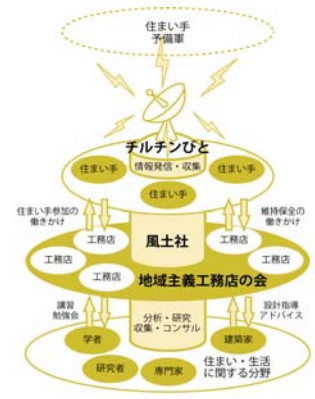 住まい手
予備軍
チルチンびと
住まい手
情報発信・収集
住まい手
住まい手
住まい手参加の
働きかけ
維持保全の
働きかけ
工務店
風土社
工務店
工務店
工務店
工務店
地域主義工務店の会
講習
勉強会
分析・研究
収集・コンサル
設計指導
アドバイス
学者
建築家
研究者
専門家
住まい・生活
に関する分野